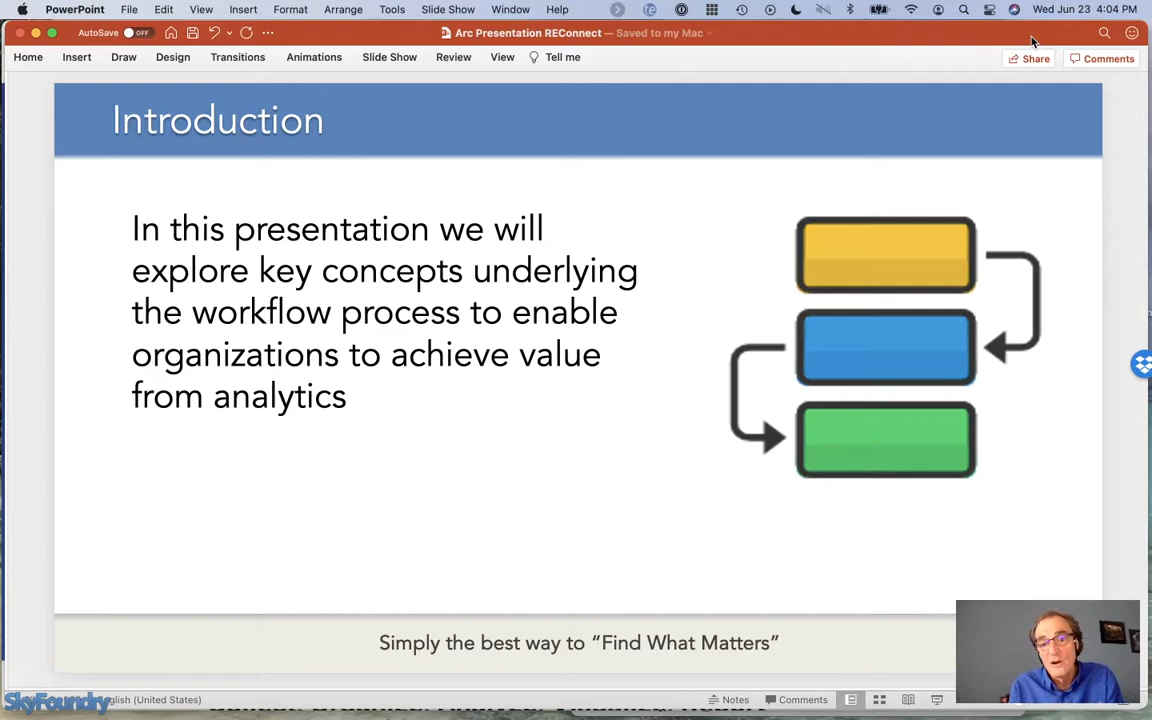 PowerPoint File Edit View Insert Format Arrange Tools Slide Show Window Help Wed Jun 23 4:04 PM
AutoSave OFF Arc Presentation REConnect — Saved to my Mac
Home Insert Draw Design Transitions Animations Slide Show Review View Tell me Share Comments
Introduction
In this presentation we will
explore key concepts underlying
the workflow process to enable
organizations to achieve value
from analytics
Simply the best way to “Find What Matters”
SkyFoundry
(United States) Notes Comments